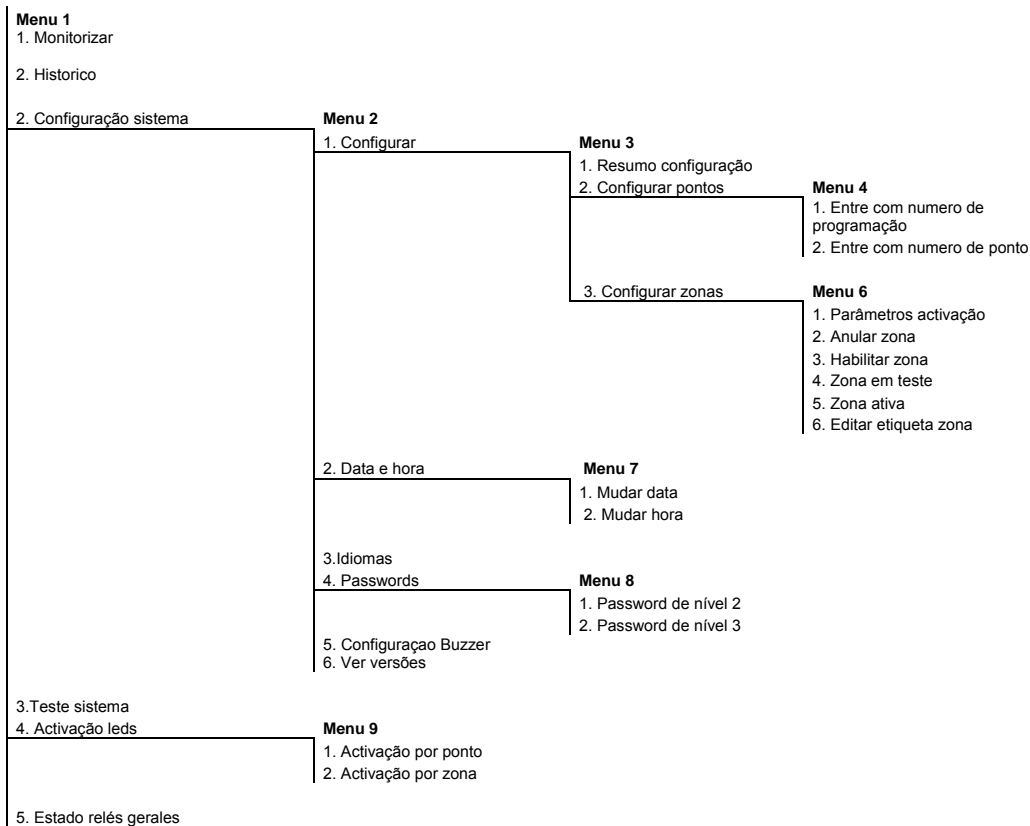 Menu 1
1. Monitorizar
2. Historico
2. Configuração sistema
Menu 2
1. Configurar
Menu 3
1. Resumo configuração
2. Configurar pontos
Menu 4
1. Entre com numero de
programação
2. Entre com numero de ponto
3. Configurar zonas
Menu 6
1. Parâmetros activação
2. Anular zona
3. Habilitar zona
4. Zona em teste
5. Zona ativa
6. Editar etiqueta zona
2. Data e hora
Menu 7
1. Mudar data
2. Mudar hora
3.Idiomas
4. Passwords
Menu 8
1. Password de nível 2
2. Password de nível 3
5. Configuraçao Buzzer
6. Ver versões
3.Teste sistema
4. Activação leds
Menu 9
1. Activação por ponto
2. Activação por zona
5. Estado relés gerales